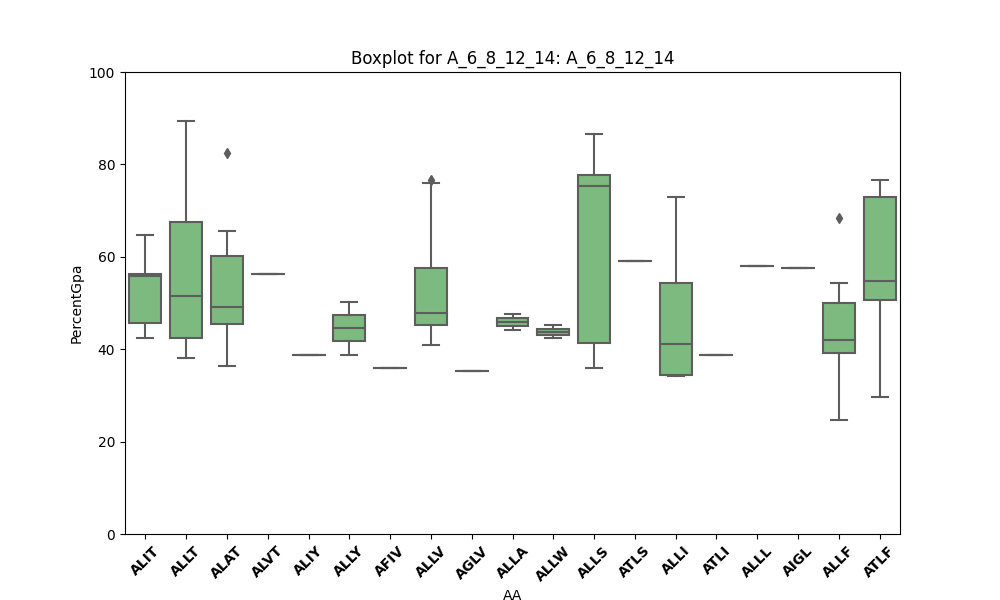 Boxplot for A_6_8_12_14: A_6_8_12_14
100
80
60
40
20
0
PercentGpa
ALIT ALLT ALAT ALVT ALIY ALLY AFIV ALLV AGLV ALLA ALLW ALLS ATLS ALLI ATLI ALLL AIGL ALLF ATLF
AA